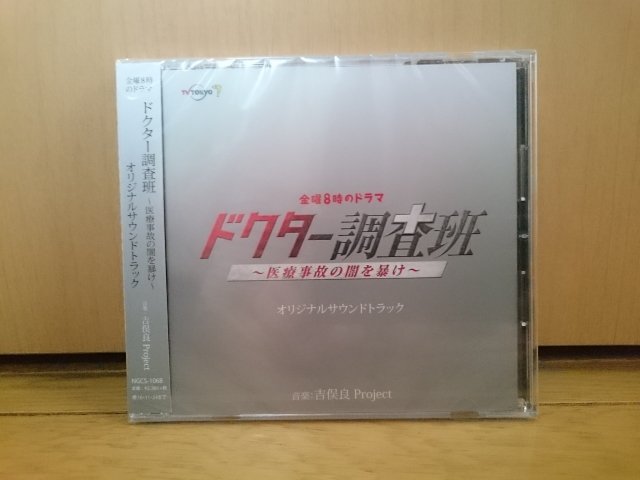 金曜8時
のドラマ
ドクター調査班
～医療事故の闇を暴け～
オリジナルサウンドトラック
音楽:吉俣良 Project
NGCS-1068
TV TOKYO
金曜8時のドラマ
ドクター調査班
～医療事故の闇を暴け～
オリジナルサウンドトラック
音楽:吉俣良 Project